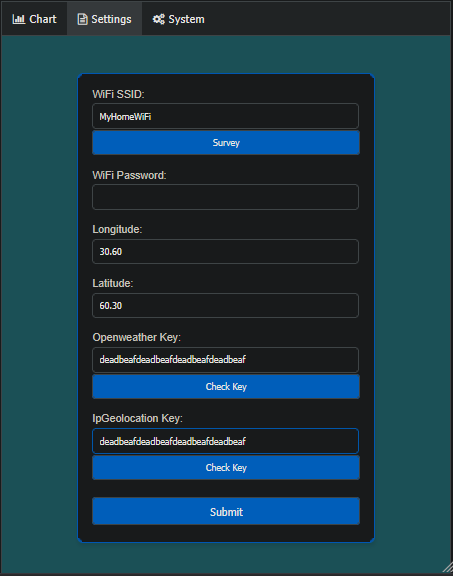 Chart Settings System
WiFi SSID:
MyHomeWiFi
Survey
WiFi Password:
Longitude:
30.60
Latitude:
60.30
Openweather Key:
deadbeafdeadbeafdeadbeafdeadbeaf
Check Key
IpGeolocation Key:
deadbeafdeadbeafdeadbeafdeadbeaf
Check Key
Submit